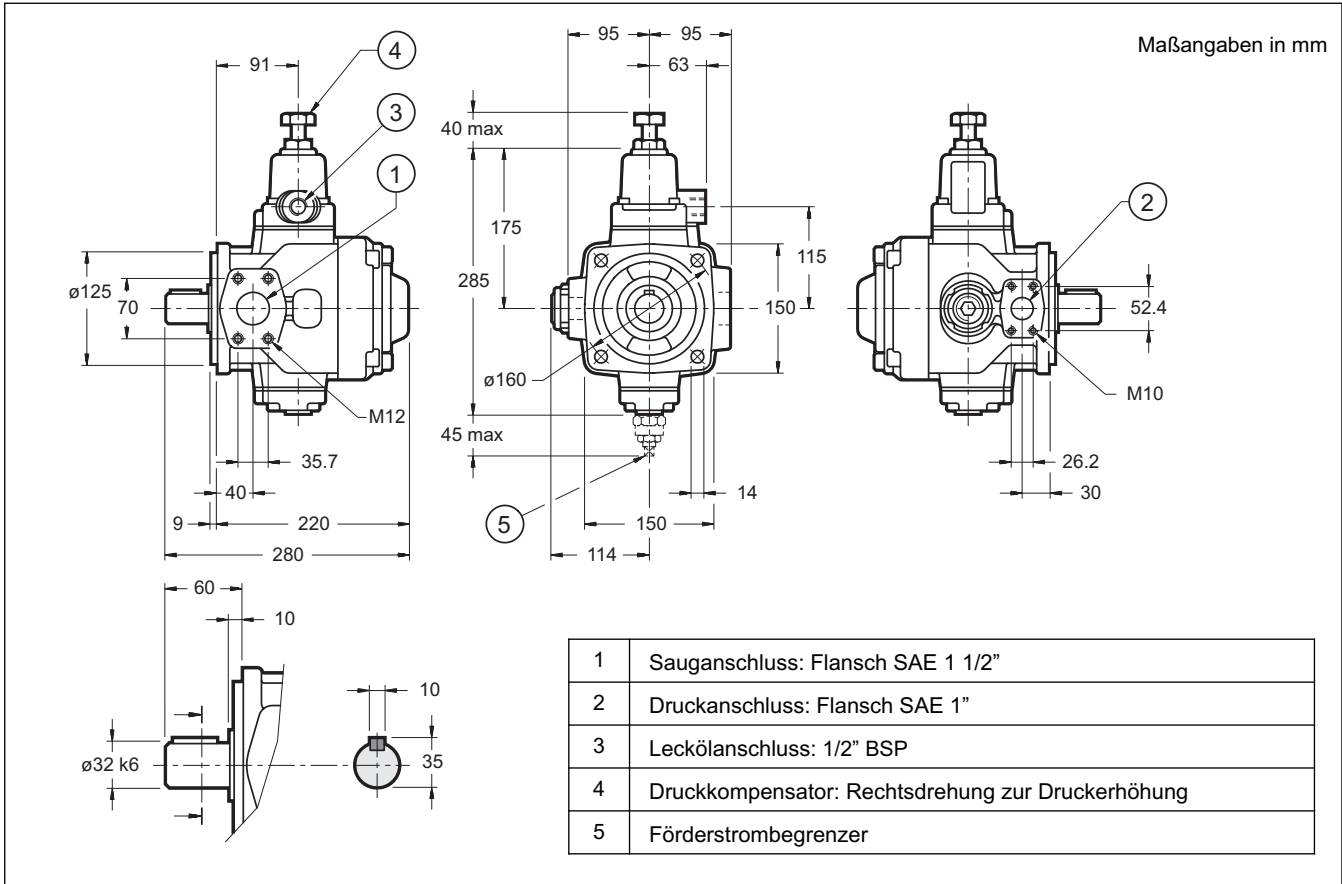 Maßangaben in mm
91
4
3
1
ø125
70
M12
35.7
40
9
220
280
95
95
63
40 max
175
285
115
150
ø160
45 max
5
14
150
114
2
52.4
M10
26.2
30
60
10
ø32 k6
10
35
1 Sauganschluss: Flansch SAE 1 1/2”
2 Druckanschluss: Flansch SAE 1”
3 Leckölanschluss: 1/2” BSP
4 Druckkompensator: Rechtsdrehung zur Druckerhöhung
5 Förderstrombegrenzer